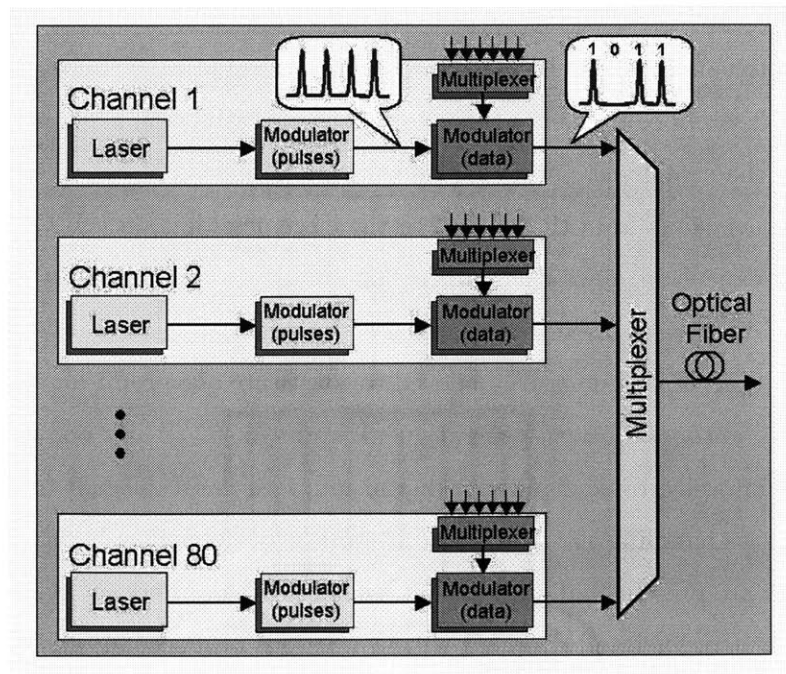 1 0 1 1
Multiplexer
Channel 1
Laser
Modulator
(pulses)
Modulator
(data)
Multiplexer
Channel 2
Laser
Modulator
(pulses)
Modulator
(data)
Optical
Fiber
Multiplexer
Multiplexer
Channel 80
Laser
Modulator
(pulses)
Modulator
(data)